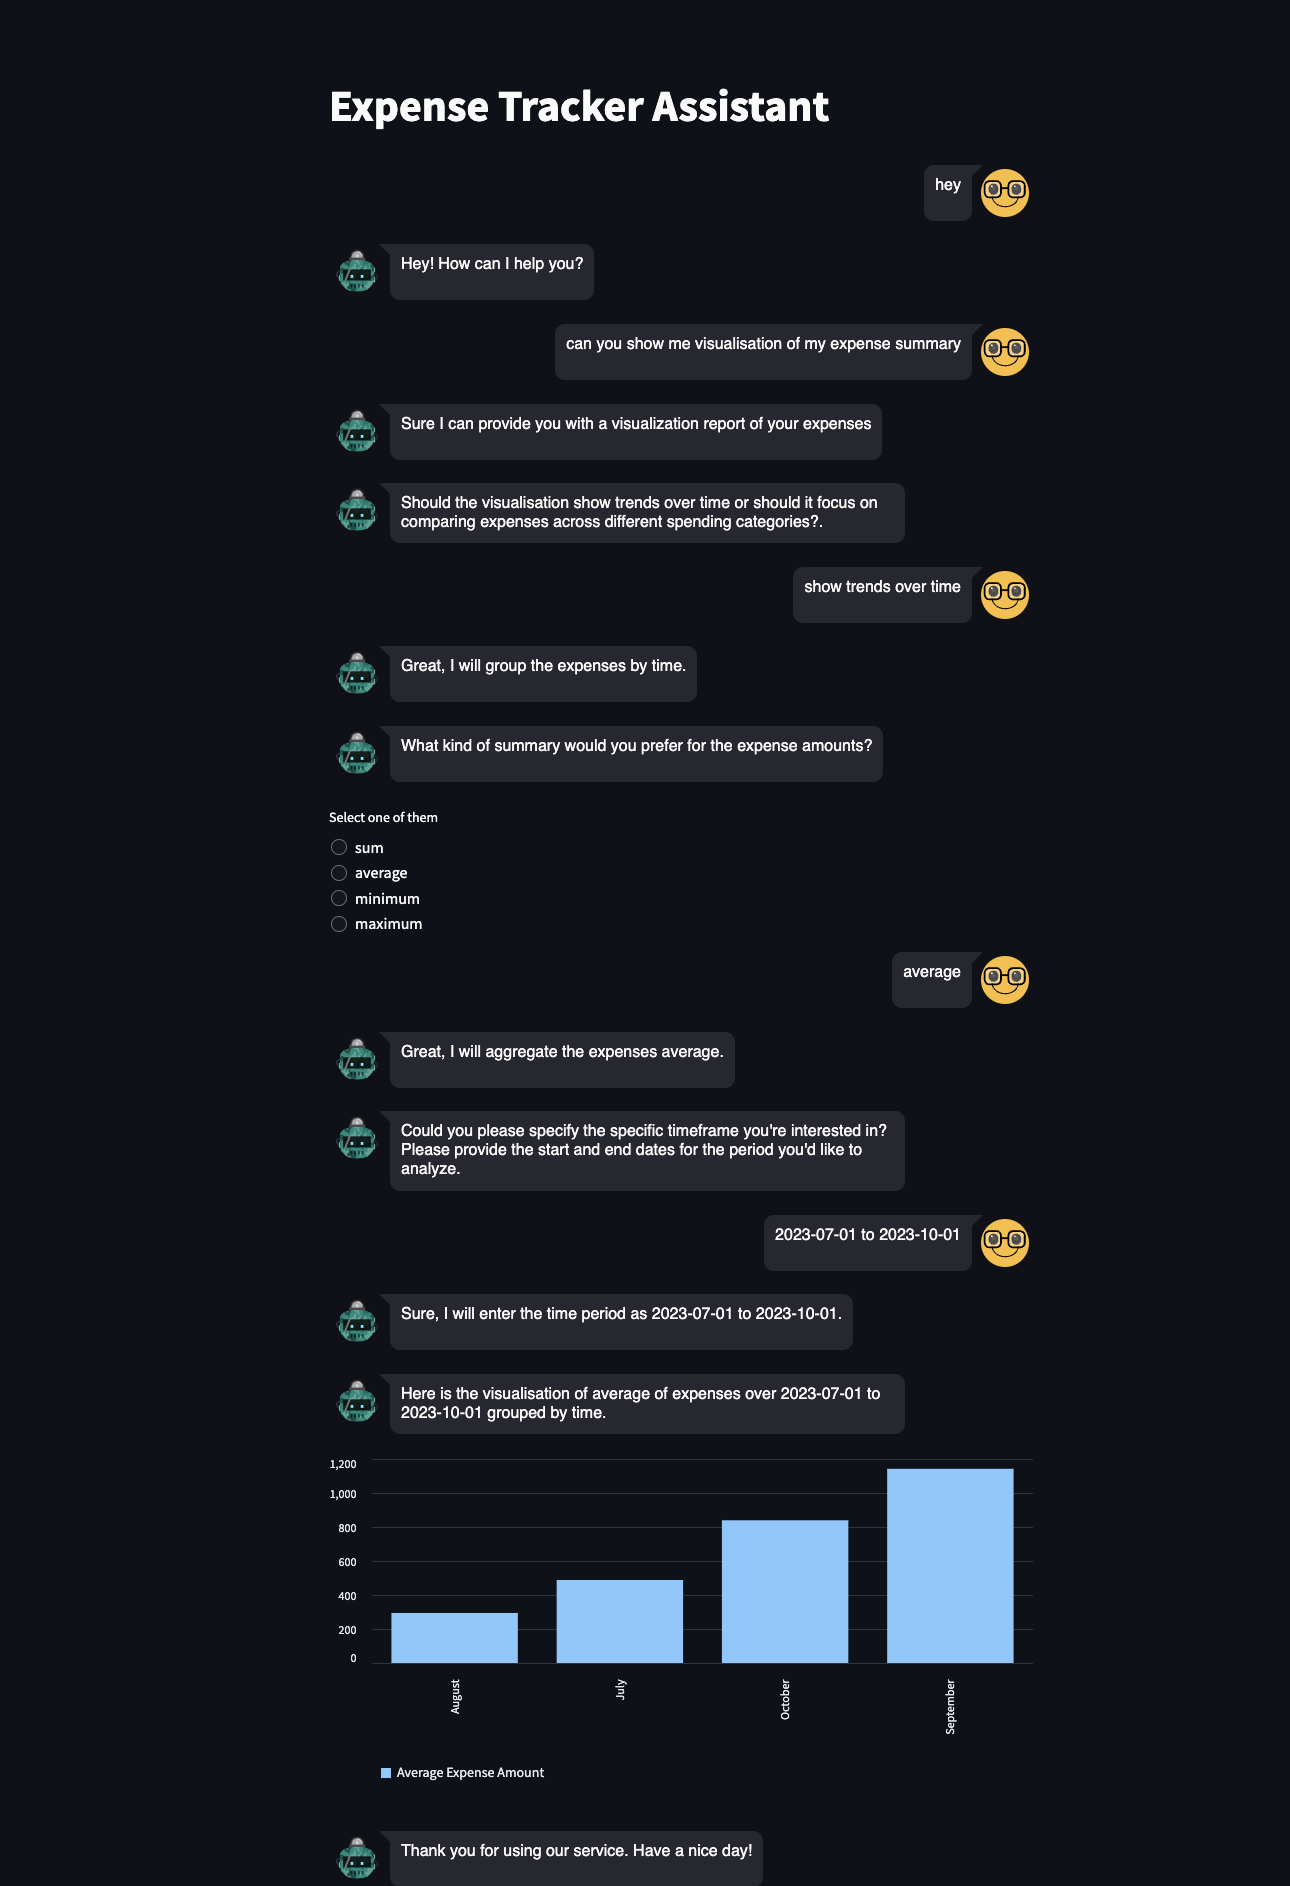 Expense Tracker Assistant
hey
Hey! How can I help you?
can you show me visualisation of my expense summary
Sure I can provide you with a visualization report of your expenses
Should the visualisation show trends over time or should it focus on
comparing expenses across different spending categories?.
show trends over time
Great, I will group the expenses by time.
What kind of summary would you prefer for the expense amounts?
Select one of them
sum
average
minimum
maximum
average
Great, I will aggregate the expenses average.
Could you please specify the specific timeframe you're interested in?
Please provide the start and end dates for the period you'd like to
analyze.
2023-07-01 to 2023-10-01
Sure, I will enter the time period as 2023-07-01 to 2023-10-01.
Here is the visualisation of average of expenses over 2023-07-01 to
2023-10-01 grouped by time.
1,200
1,000
800
600
400
200
0
August
July
October
September
Average Expense Amount
Thank you for using our service. Have a nice day!